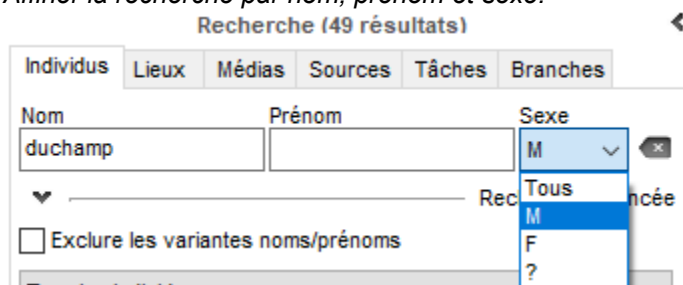 Affiner la recherche par nom, prénom et sexe.
Recherche (49 résultats)
Individus Lieux Médias Sources Tâches Branches
Nom Prénom Sexe
duchamp M
Tous
M
Exclure les variantes noms/prénoms F
?